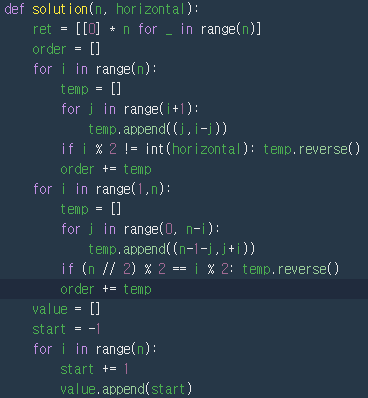 def solution(n, horizontal):
    ret = [[0] * n for _ in range(n)]
    order = []
    for i in range(n):
        temp = []
        for j in range(i+1):
            temp.append((j,i-j))
        if i % 2 != int(horizontal): temp.reverse()
        order += temp
    for i in range(1,n):
        temp = []
        for j in range(0, n-i):
            temp.append((n-1-j,j+i))
        if (n // 2) % 2 == i % 2: temp.reverse()
        order += temp
    value = []
    start = -1
    for i in range(n):
        start += 1
        value.append(start)